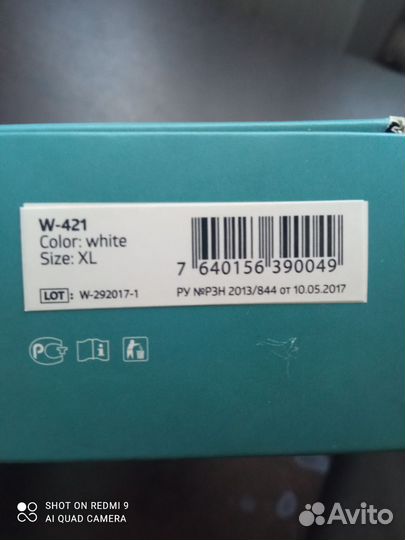 W-421
Color: white
Size: XL
7 640156 390049
LOT: W-292017-1
РУ №РЗН 2013/844 от 10.05.2017
SHOT ON REDMI 9
AI QUAD CAMERA
Avito